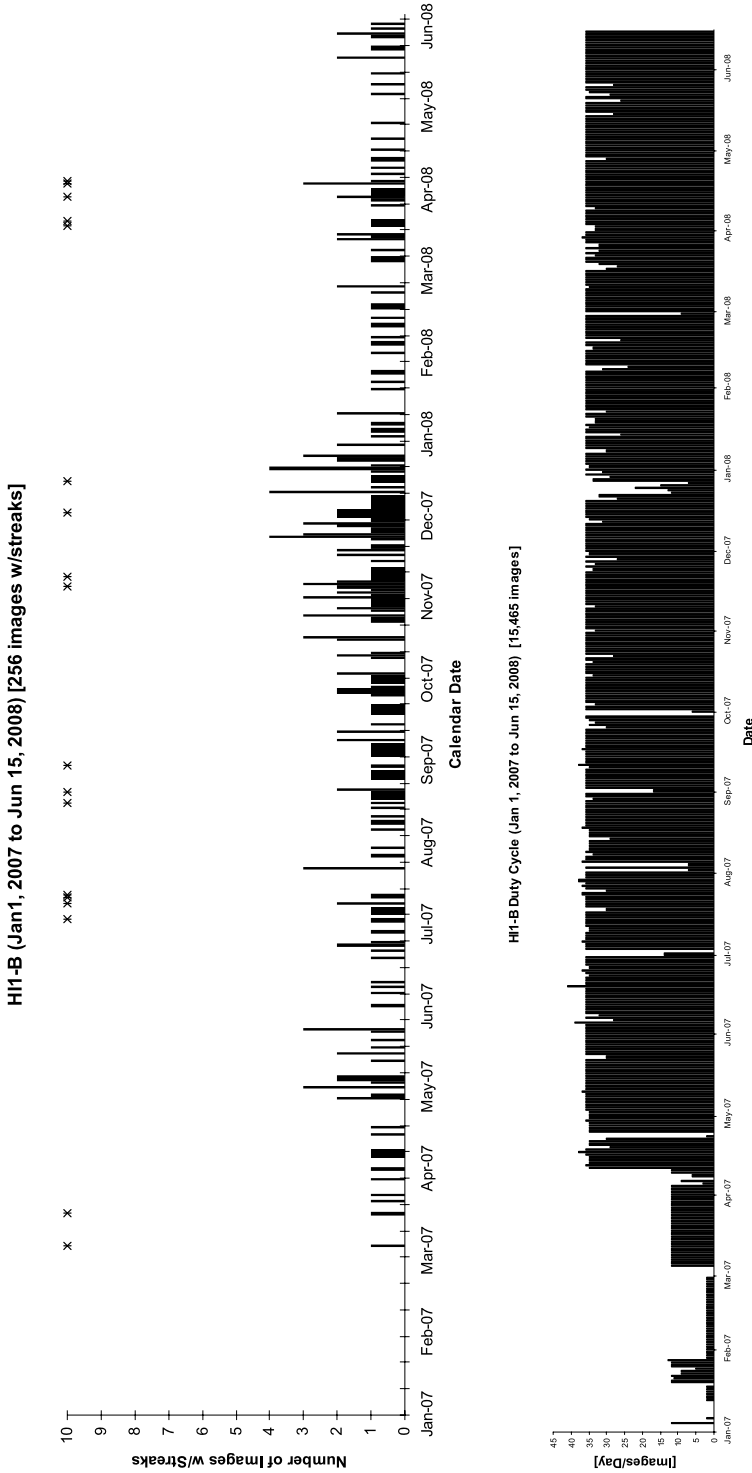 HI1-B (Jan1, 2007 to Jun 15, 2008) [256 images w/streaks]
Number of Images w/Streaks
10
9
8
7
6
5
4
3
2
1
0
Jan-07
Feb-07
Mar-07
Apr-07
May-07
Jun-07
Jul-07
Aug-07
Sep-07
Oct-07
Nov-07
Dec-07
Jan-08
Feb-08
Mar-08
Apr-08
May-08
Jun-08
Calendar Date
HI1-B Duty Cycle (Jan 1, 2007 to Jun 15, 2008) [15,465 images]
[Images/Day]
45
40
35
30
25
20
15
10
5
0
Jan-07
Feb-07
Mar-07
Apr-07
May-07
Jun-07
Jul-07
Aug-07
Sep-07
Oct-07
Nov-07
Dec-07
Jan-08
Feb-08
Mar-08
Apr-08
May-08
Jun-08
Date